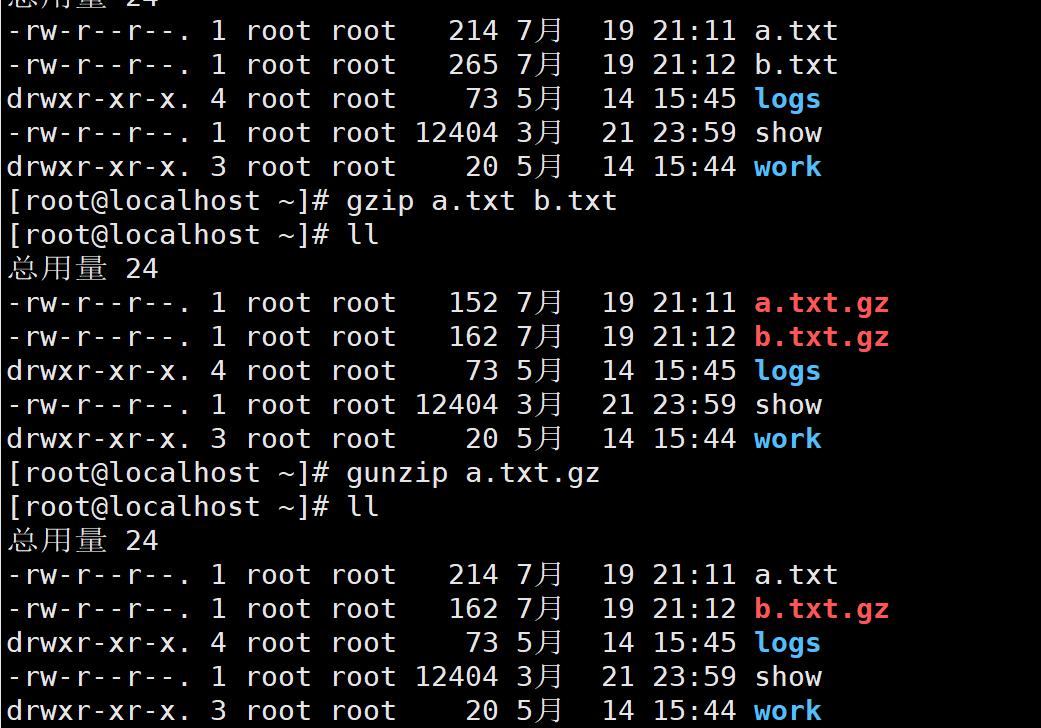 总用量 24
-rw-r--r--. 1 root root   214 7月  19 21:11 a.txt
-rw-r--r--. 1 root root   265 7月  19 21:12 b.txt
drwxr-xr-x. 4 root root    73 5月  14 15:45 logs
-rw-r--r--. 1 root root 12404 3月  21 23:59 show
drwxr-xr-x. 3 root root    20 5月  14 15:44 work
[root@localhost ~]# gzip a.txt b.txt
[root@localhost ~]# ll
总用量 24
-rw-r--r--. 1 root root   152 7月  19 21:11 a.txt.gz
-rw-r--r--. 1 root root   162 7月  19 21:12 b.txt.gz
drwxr-xr-x. 4 root root    73 5月  14 15:45 logs
-rw-r--r--. 1 root root 12404 3月  21 23:59 show
drwxr-xr-x. 3 root root    20 5月  14 15:44 work
[root@localhost ~]# gunzip a.txt.gz
[root@localhost ~]# ll
总用量 24
-rw-r--r--. 1 root root   214 7月  19 21:11 a.txt
-rw-r--r--. 1 root root   162 7月  19 21:12 b.txt.gz
drwxr-xr-x. 4 root root    73 5月  14 15:45 logs
-rw-r--r--. 1 root root 12404 3月  21 23:59 show
drwxr-xr-x. 3 root root    20 5月  14 15:44 work